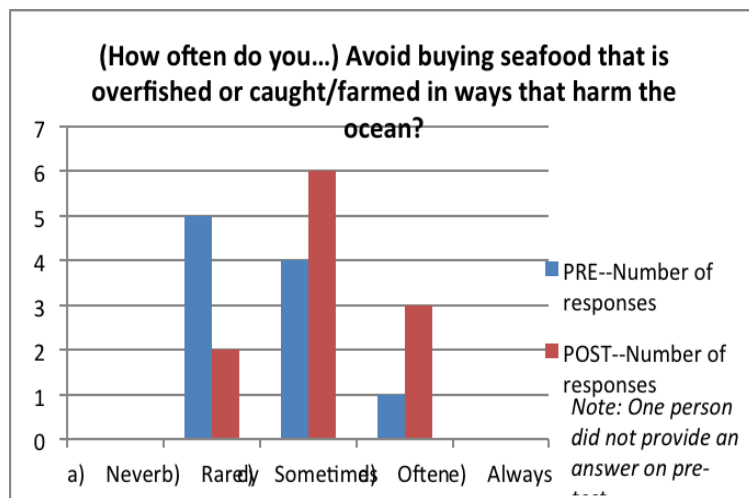 (How often do you...) Avoid buying seafood that is
overfished or caught/farmed in ways that harm the
ocean?
7
6
5
4
3
2
1
0
a) Never b) Rarely Sometimes d) Often e) Always
PRE--Number of
responses
POST--Number of
responses
Note: One person
did not provide an
answer on pre-